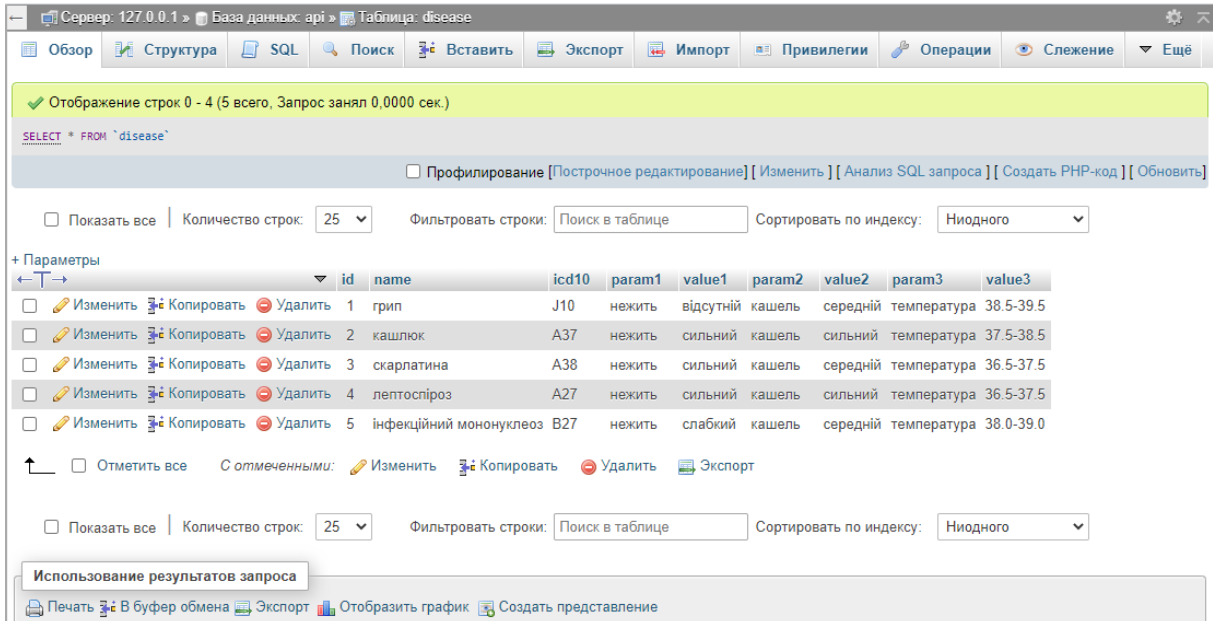 Сервер: 127.0.0.1 » База данных: api » Таблица: disease
Обзор Структура SQL Поиск Вставить Экспорт Импорт Привилегии Операции Слежение Ещё
Отображение строк 0 - 4 (5 всего, Запрос занял 0,0000 сек.)
SELECT * FROM `disease`
Профилирование [Построчное редактирование] [ Изменить ] [ Анализ SQL запроса ] [ Создать PHP-код ] [ Обновить]
Показать все | Количество строк: 25 Фильтровать строки: Поиск в таблице Сортировать по индексу: Ниодного
+ Параметры
←T→ id name icd10 param1 value1 param2 value2 param3 value3
Изменить Копировать Удалить 1 грип J10 нежить відсутній кашель середній температура 38.5-39.5
Изменить Копировать Удалить 2 кашлюк A37 нежить сильний кашель сильний температура 37.5-38.5
Изменить Копировать Удалить 3 скарлатина A38 нежить сильний кашель середній температура 36.5-37.5
Изменить Копировать Удалить 4 лептоспіроз A27 нежить сильний кашель сильний температура 36.5-37.5
Изменить Копировать Удалить 5 інфекційний мононуклеоз B27 нежить слабкий кашель середній температура 38.0-39.0
Отметить все С отмеченными: Изменить Копировать Удалить Экспорт
Показать все | Количество строк: 25 Фильтровать строки: Поиск в таблице Сортировать по индексу: Ниодного
Использование результатов запроса
Печать В буфер обмена Экспорт Отобразить график Создать представление